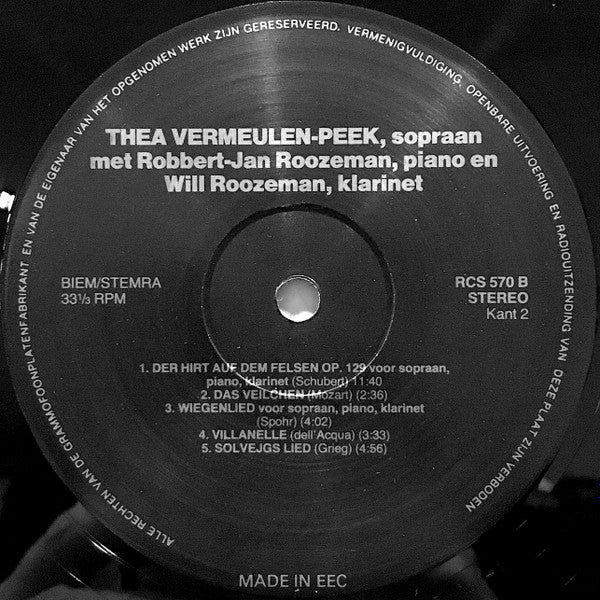 ALLE RECHTEN VAN DE GRAMMOFOONPLATENFABRIKANT EN VAN DE EIGENAAR VAN HET OPGENOMEN WERK ZIJN GERESERVEERD. VERMENIGVULDIGING, OPENBARE UITVOERING EN RADIOUITZENDING VAN DEZE PLAAT ZIJN VERBODEN
THEA VERMEULEN-PEEK, sopraan
met Robbert-Jan Roozeman, piano en
Will Roozeman, klarinet
BIEM/STEMRA
33⅓ RPM
RCS 570 B
STEREO
Kant 2
1. DER HIRT AUF DEM FELSEN OP. 129 voor sopraan,
piano, klarinet (Schubert) 11:40
2. DAS VEILCHEN (Mozart) (2:36)
3. WIEGENLIED voor sopraan, piano, klarinet
(Spohr) (4:02)
4. VILLANELLE (dell'Acqua) (3:33)
5. SOLVEJGS LIED (Grieg) (4:56)
MADE IN EEC